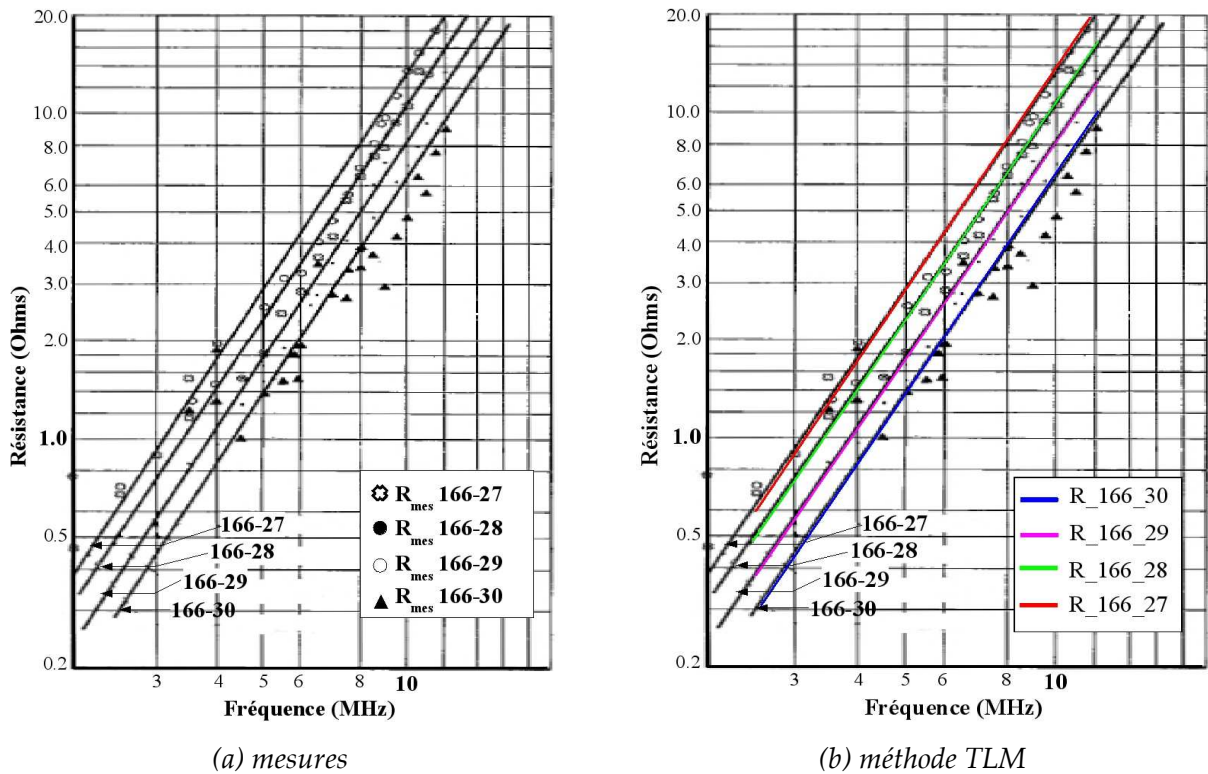 20.0
10.0
8.0
6.0
5.0
4.0
3.0
2.0
1.0
0.5
0.2
Résistance (Ohms)
3 4 5 6 8 10
Fréquence (MHz)
166-27
166-28
166-29
166-30
R_mes 166-27
R_mes 166-28
R_mes 166-29
R_mes 166-30
(a) mesures
20.0
10.0
8.0
6.0
5.0
4.0
3.0
2.0
1.0
0.5
0.2
Résistance (Ohms)
3 4 5 6 8 10
Fréquence (MHz)
166-27
166-28
166-29
166-30
R_166_30
R_166_29
R_166_28
R_166_27
(b) méthode TLM